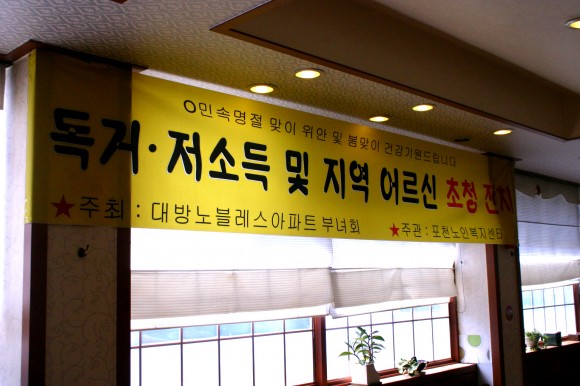 O민속명절 맞이 위안 및 봄맞이 건강기원드립니다
독거·저소득 및 지역 어르신 초청 잔치
★주최 : 대방노블레스아파트부녀회
★주관 : 포천노인복지센타